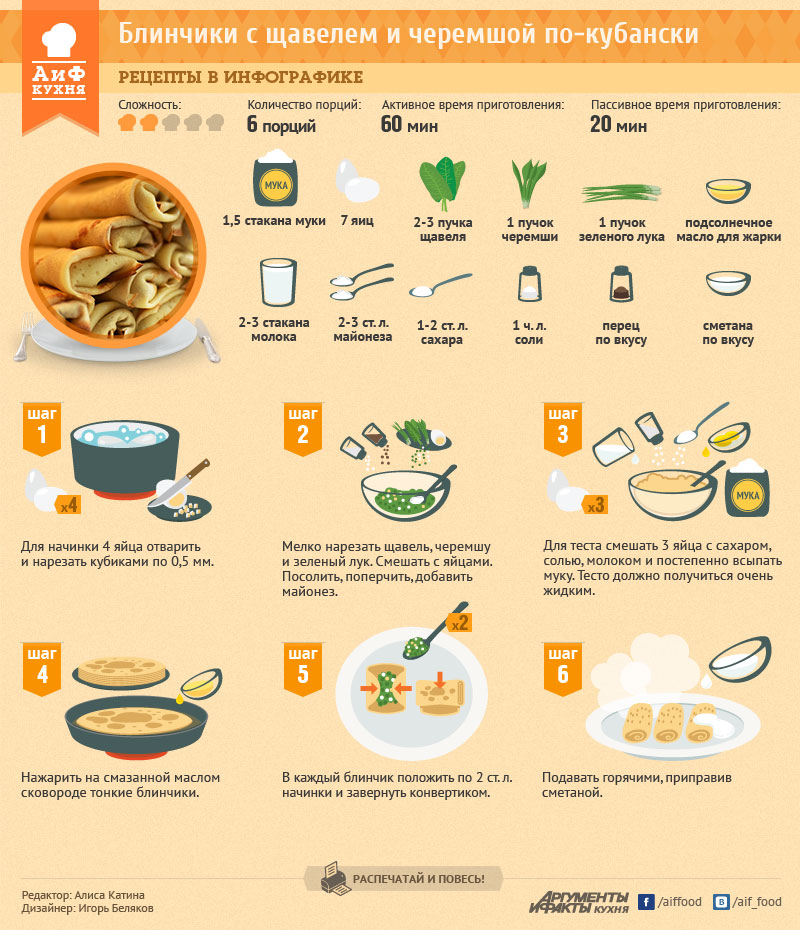 Блинчики с щавелем и черемшой по-кубански
АиФ
КУХНЯ
РЕЦЕПТЫ В ИНФОГРАФИКЕ
Сложность:
Количество порций:
6 порций
Активное время приготовления:
60 мин
Пассивное время приготовления:
20 мин
МУКА
1,5 стакана муки
7 яиц
2-3 пучка
щавеля
1 пучок
черемши
1 пучок
зеленого лука
подсолнечное
масло для жарки
2-3 стакана
молока
2-3 ст. л.
майонеза
1-2 ст. л.
сахара
1 ч. л.
соли
перец
по вкусу
сметана
по вкусу
шаг
1
x4
Для начинки 4 яйца отварить
и нарезать кубиками по 0,5 мм.
шаг
2
Мелко нарезать щавель, черемшу
и зеленый лук. Смешать с яйцами.
Посолить, поперчить, добавить
майонез.
шаг
3
x3
МУКА
Для теста смешать 3 яйца с сахаром,
солью, молоком и постепенно всыпать
муку. Тесто должно получиться очень
жидким.
шаг
4
Нажарить на смазанной маслом
сковороде тонкие блинчики.
шаг
5
x2
В каждый блинчик положить по 2 ст. л.
начинки и завернуть конвертиком.
шаг
6
Подавать горячими, приправив
сметаной.
РАСПЕЧАТАЙ И ПОВЕСЬ!
Редактор: Алиса Катина
Дизайнер: Игорь Беляков
АРГУМЕНТЫ
И ФАКТЫ КУХНЯ
f /aiffood
B /aif_food